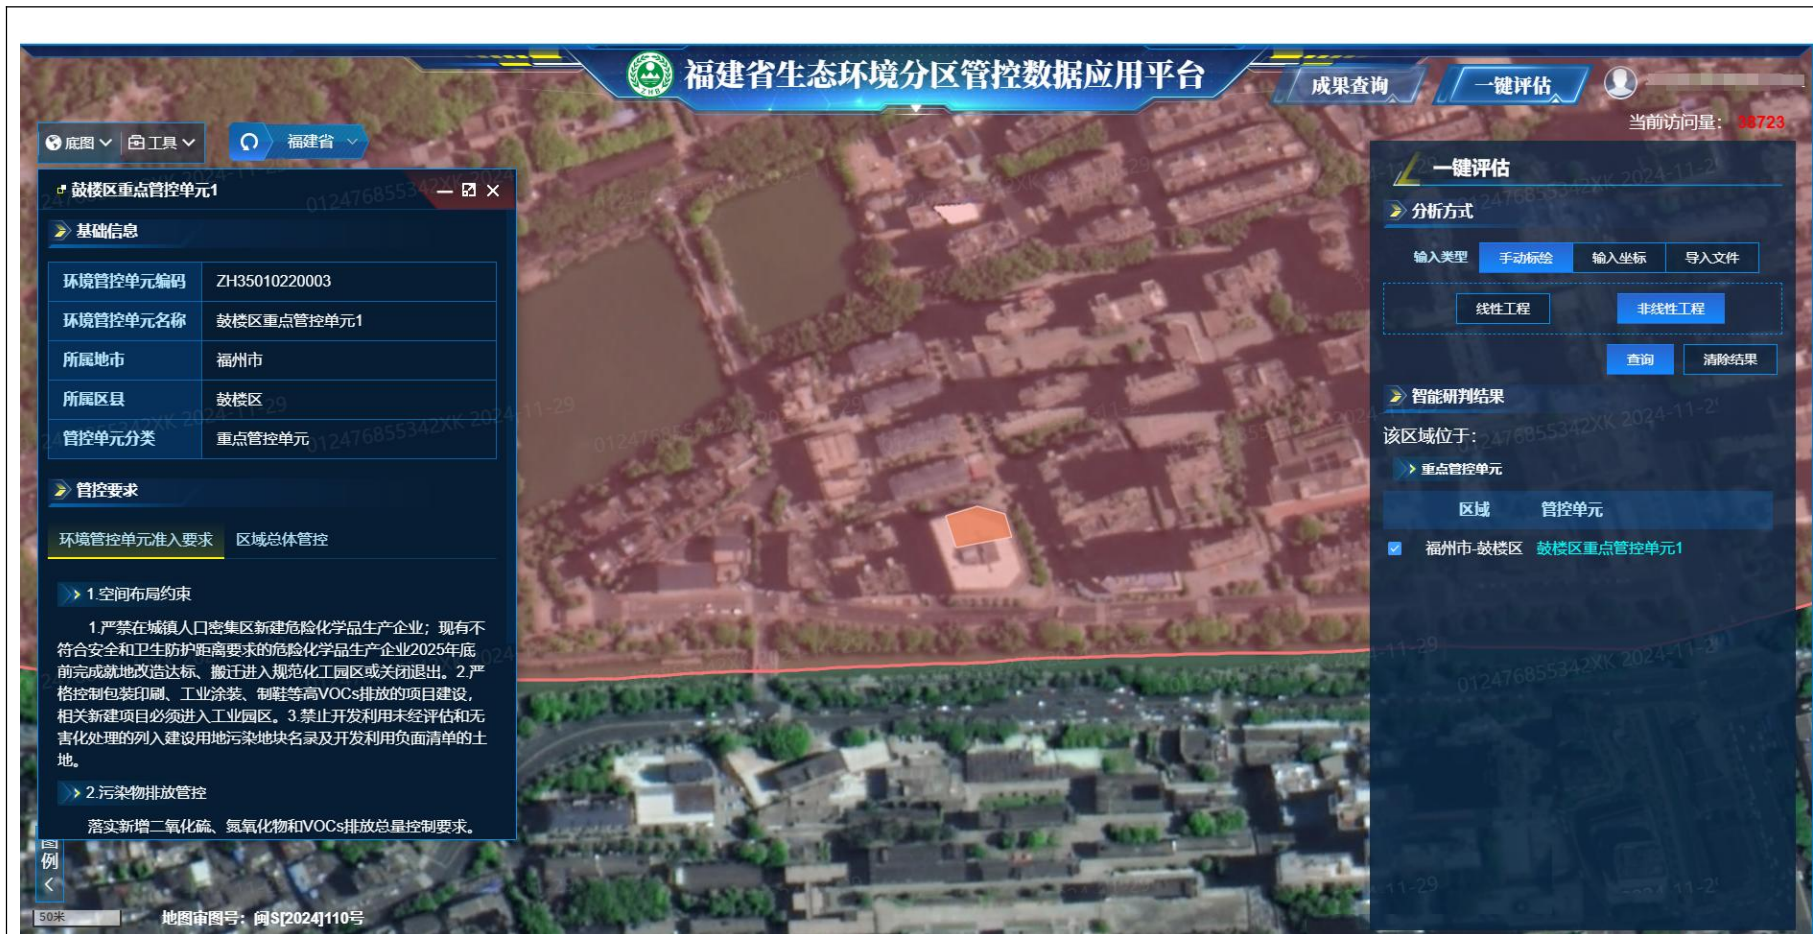 福建省生态环境分区管控数据应用平台
成果查询
一键评估
当前访问量： 38723
底图
工具
福建省
鼓楼区重点管控单元1
基础信息
环境管控单元编码 ZH35010220003
环境管控单元名称 鼓楼区重点管控单元1
所属地市 福州市
所属区县 鼓楼区
管控单元分类 重点管控单元
管控要求
环境管控单元准入要求 区域总体管控
1.空间布局约束
1.严禁在城镇人口密集区新建危险化学品生产企业；现有不
符合安全和卫生防护距离要求的危险化学品生产企业2025年底
前完成就地改造达标、搬迁进入规范化工园区或关闭退出。2.严
格控制包装印刷、工业涂装、制鞋等高VOCs排放的项目建设，
相关新建项目必须进入工业园区。3.禁止开发利用未经评估和无
害化处理的列入建设用地污染地块名录及开发利用负面清单的土
地。
2.污染物排放管控
落实新增二氧化硫、氮氧化物和VOCs排放总量控制要求。
图
例
50米
地图审图号：闽S[2024]110号
一键评估
分析方式
输入类型 手动标绘 输入坐标 导入文件
线性工程 非线性工程
查询 清除结果
智能研判结果
该区域位于：
重点管控单元
区域 管控单元
福州市-鼓楼区 鼓楼区重点管控单元1
012476855342XK 2024-11-29